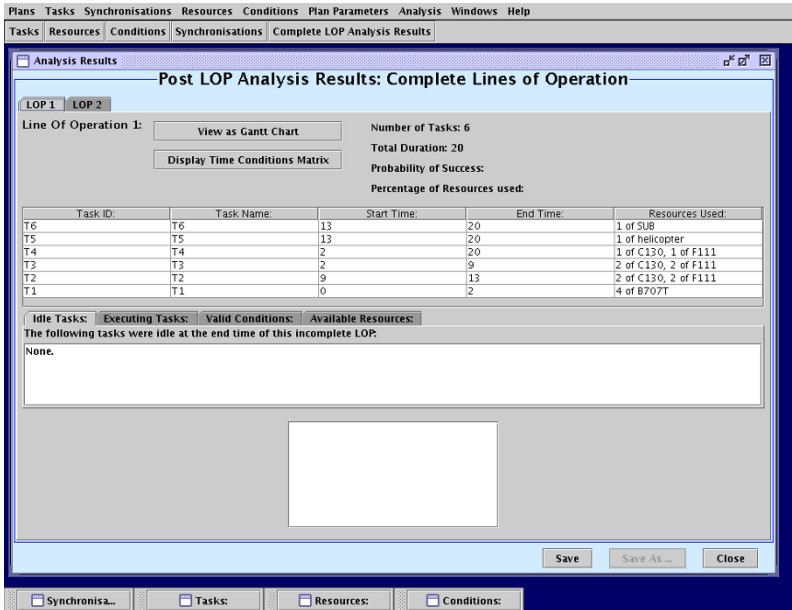 Plans Tasks Synchronisations Resources Conditions Plan Parameters Analysis Windows Help
Tasks Resources Conditions Synchronisations Complete LOP Analysis Results
Analysis Results
Post LOP Analysis Results: Complete Lines of Operation
LOP 1 LOP 2
Line Of Operation 1:
View as Gantt Chart
Display Time Conditions Matrix
Number of Tasks: 6
Total Duration: 20
Probability of Success:
Percentage of Resources used:
Task ID: Task Name: Start Time: End Time: Resources Used:
T6 T6 13 20 1 of SUB
T5 T5 13 20 1 of helicopter
T4 T4 2 20 1 of C130, 1 of F111
T3 T3 2 9 2 of C130, 2 of F111
T2 T2 9 13 2 of C130, 2 of F111
T1 T1 0 2 4 of B707T
Idle Tasks: Executing Tasks: Valid Conditions: Available Resources:
The following tasks were idle at the end time of this incomplete LOP:
None.
Save Save As ... Close
Synchronisa... Tasks: Resources: Conditions: